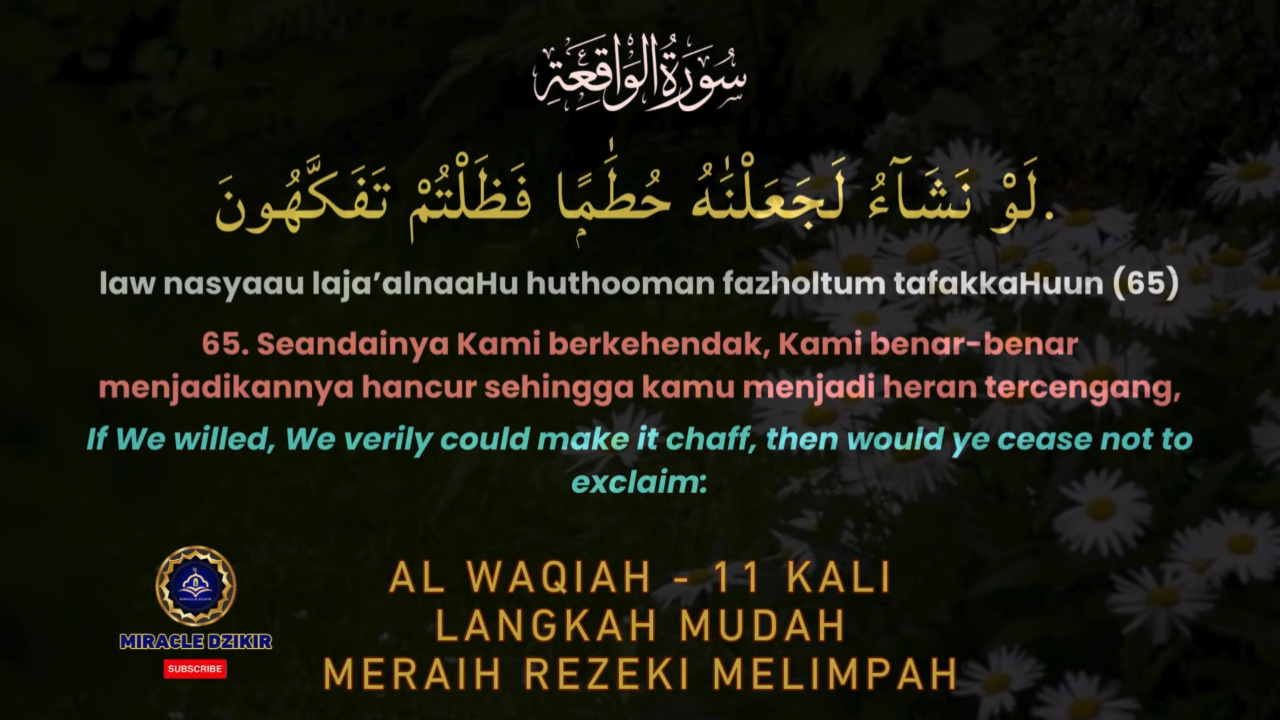 سُورَةُ الوَاقِعَةِ
لَوْ نَشَآءُ لَجَعَلْنَٰهُ حُطَٰمًۭا فَظَلْتُمْ تَفَكَّهُونَ.
law nasyaau laja’alnaaHu huthooman fazholtum tafakkaHuun (65)
65. Seandainya Kami berkehendak, Kami benar-benar
menjadikannya hancur sehingga kamu menjadi heran tercengang,
If We willed, We verily could make it chaff, then would ye cease not to
exclaim:
AL WAQIAH - 11 KALI
LANGKAH MUDAH
MERAIH REZEKI MELIMPAH
MIRACLE DZIKIR
MIRACLE DZIKIR
SUBSCRIBE